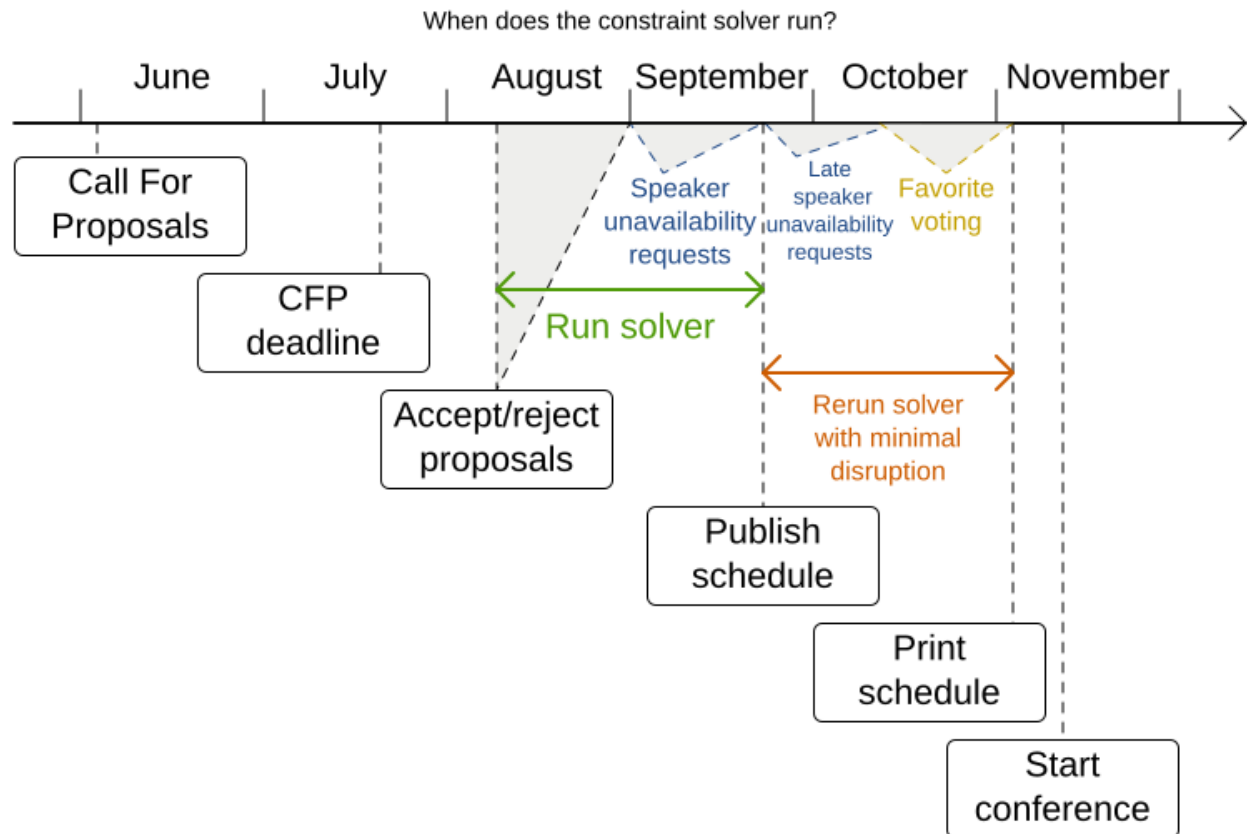 When does the constraint solver run?
June July August September October November
Call For
Proposals
CFP
deadline
Accept/reject
proposals
Speaker
unavailability
requests
Late
speaker
unavailability
requests
Favorite
voting
Run solver
Rerun solver
with minimal
disruption
Publish
schedule
Print
schedule
Start
conference